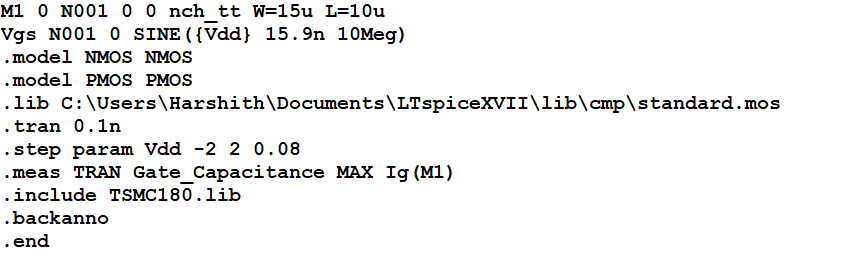 M1 0 N001 0 0 nch_tt W=15u L=10u
Vgs N001 0 SINE({Vdd} 15.9n 10Meg)
.model NMOS NMOS
.model PMOS PMOS
.lib C:\Users\Harshith\Documents\LTspiceXVII\lib\cmp\standard.mos
.tran 0.1n
.step param Vdd -2 2 0.08
.meas TRAN Gate_Capacitance MAX Ig(M1)
.include TSMC180.lib
.backanno
.end